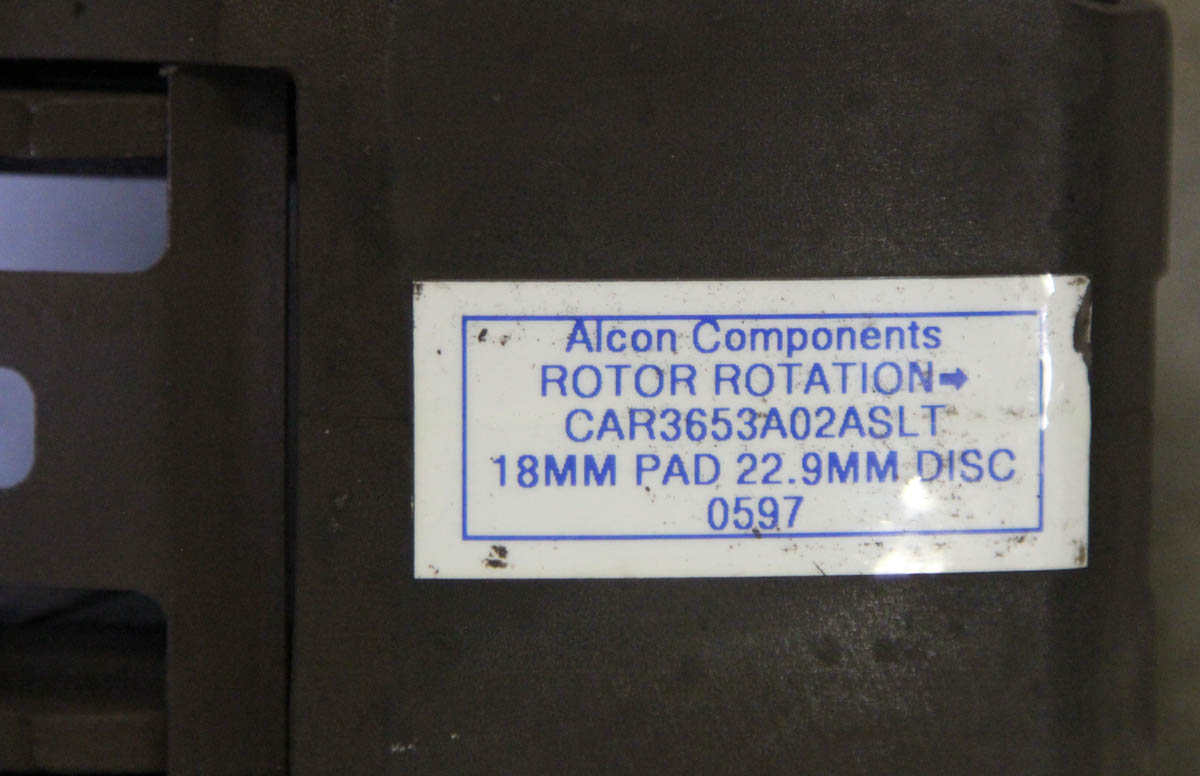 Alcon Components
ROTOR ROTATION➡
CAR3653A02ASLT
18MM PAD 22.9MM DISC
0597